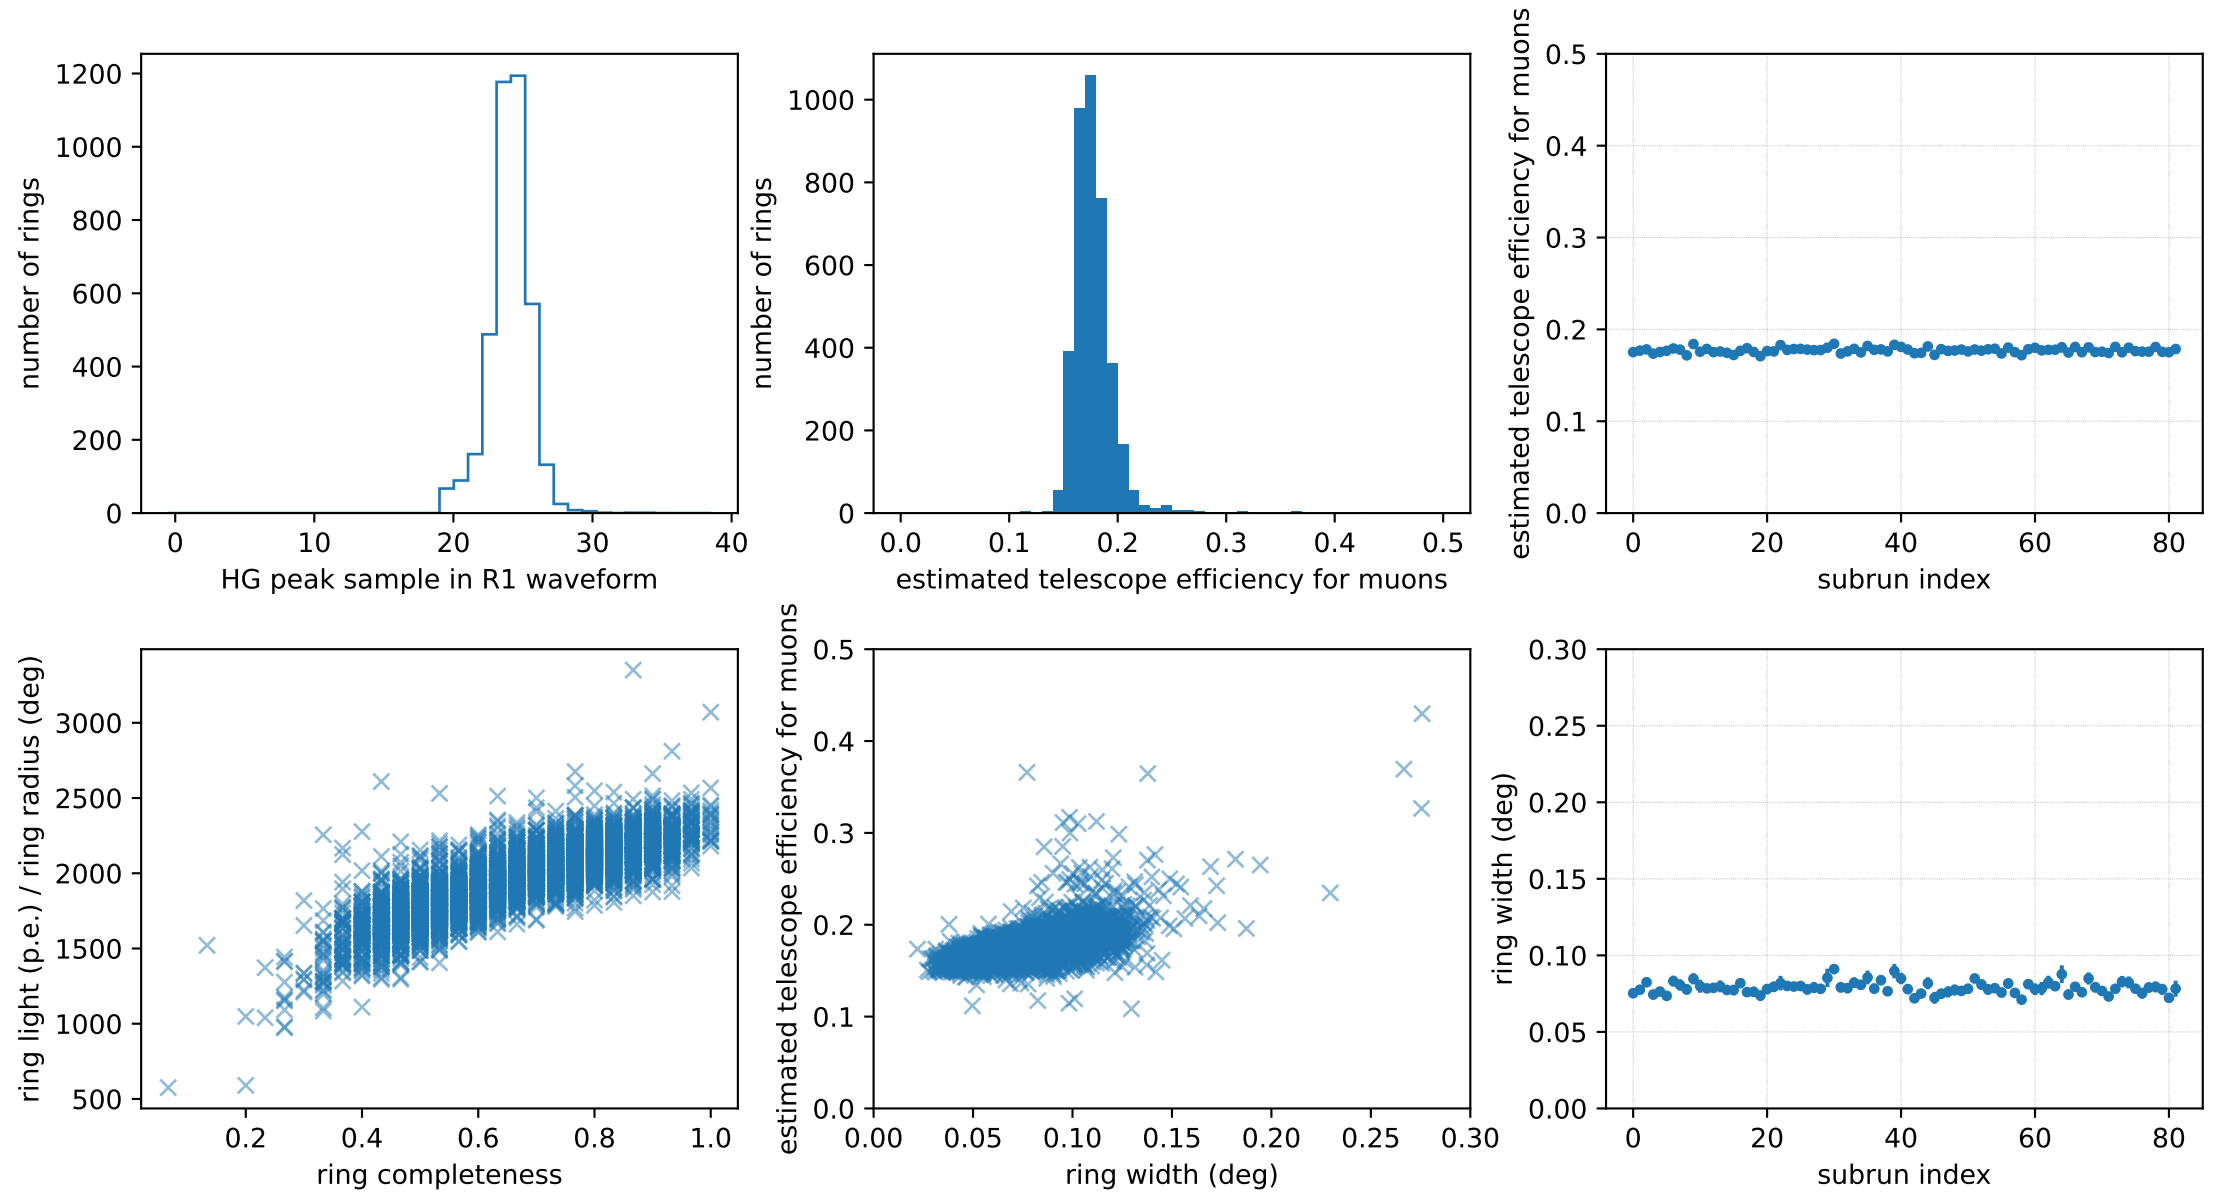 number of rings
1200
1000
800
600
400
200
0
0 10 20 30 40
HG peak sample in R1 waveform
number of rings
1000
800
600
400
200
0
0.0 0.1 0.2 0.3 0.4 0.5
estimated telescope efficiency for muons
estimated telescope efficiency for muons
0.5
0.4
0.3
0.2
0.1
0.0
0 20 40 60 80
subrun index
ring light (p.e.) / ring radius (deg)
3000
2500
2000
1500
1000
500
0.2 0.4 0.6 0.8 1.0
ring completeness
estimated telescope efficiency for muons
0.5
0.4
0.3
0.2
0.1
0.0
0.00 0.05 0.10 0.15 0.20 0.25 0.30
ring width (deg)
ring width (deg)
0.30
0.25
0.20
0.15
0.10
0.05
0.00
0 20 40 60 80
subrun index